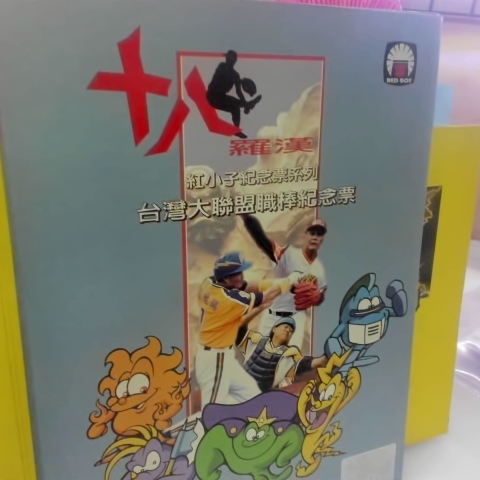 十八
羅漢
RED BOY
紅小子紀念票系列
台灣大聯盟職棒紀念票